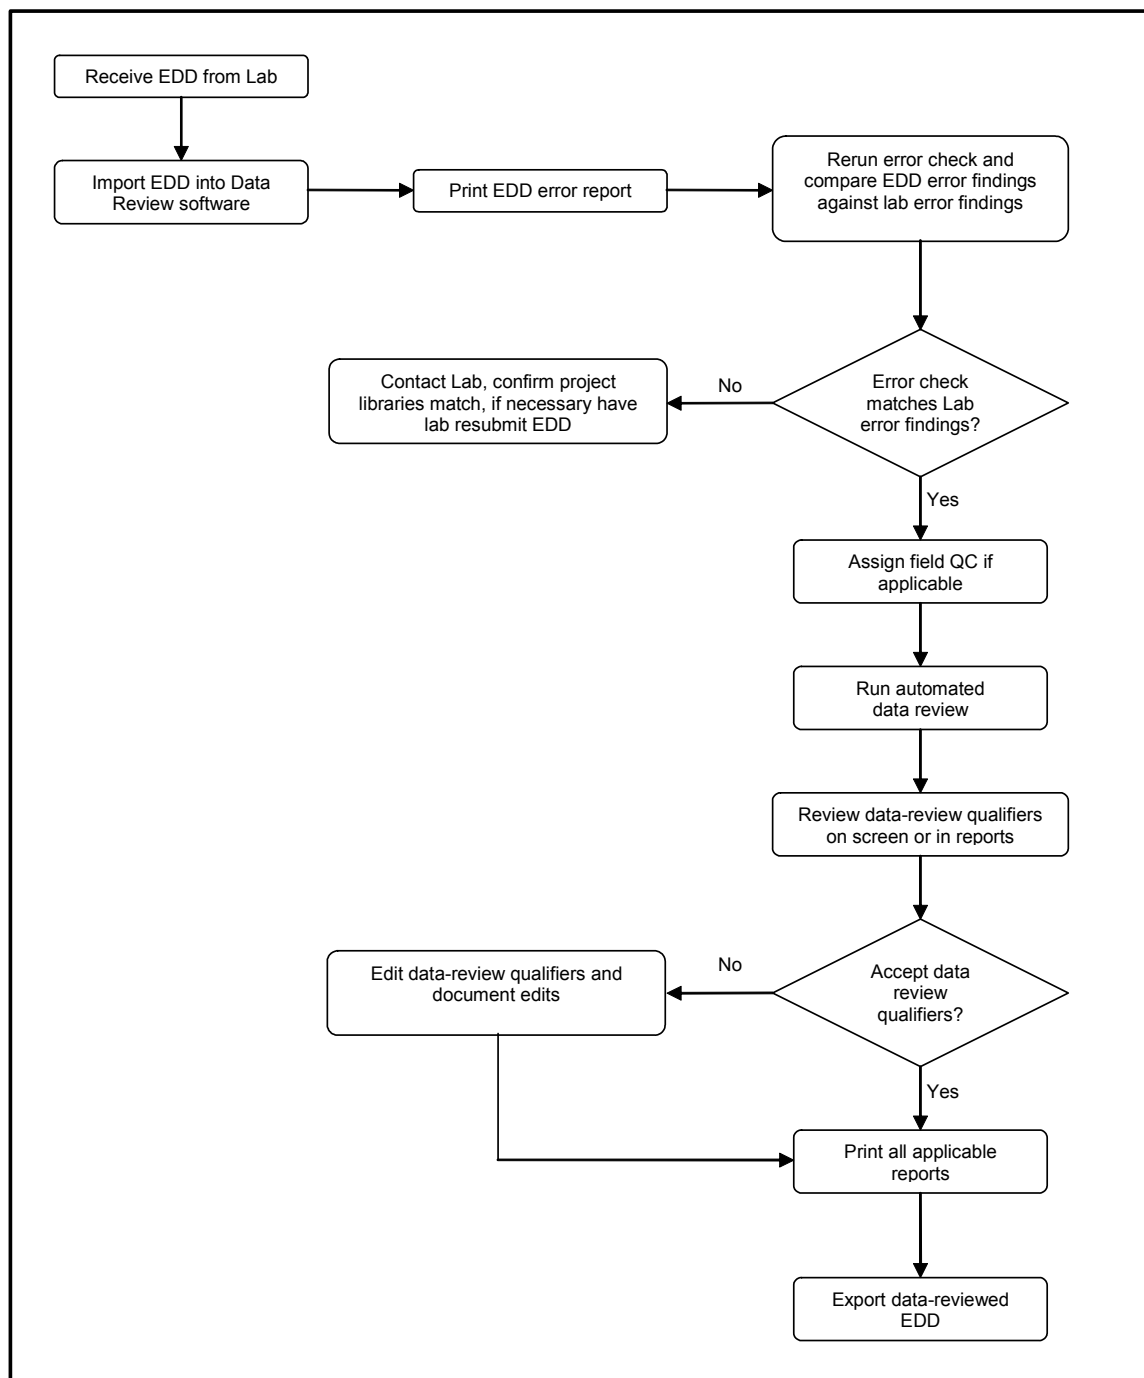 Receive EDD from Lab
Import EDD into Data
Review software
Print EDD error report
Rerun error check and
compare EDD error findings
against lab error findings
Error check
matches Lab
error findings?
No
Contact Lab, confirm project
libraries match, if necessary have
lab resubmit EDD
Yes
Assign field QC if
applicable
Run automated
data review
Review data-review qualifiers
on screen or in reports
Accept data
review
qualifiers?
No
Edit data-review qualifiers and
document edits
Yes
Print all applicable
reports
Export data-reviewed
EDD